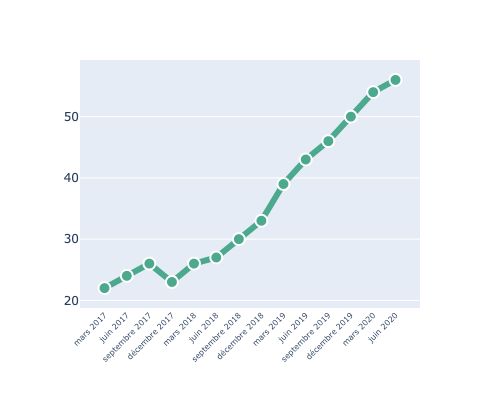 50
40
30
20
mars 2017
juin 2017
septembre 2017
décembre 2017
mars 2018
juin 2018
septembre 2018
décembre 2018
mars 2019
juin 2019
septembre 2019
décembre 2019
mars 2020
juin 2020